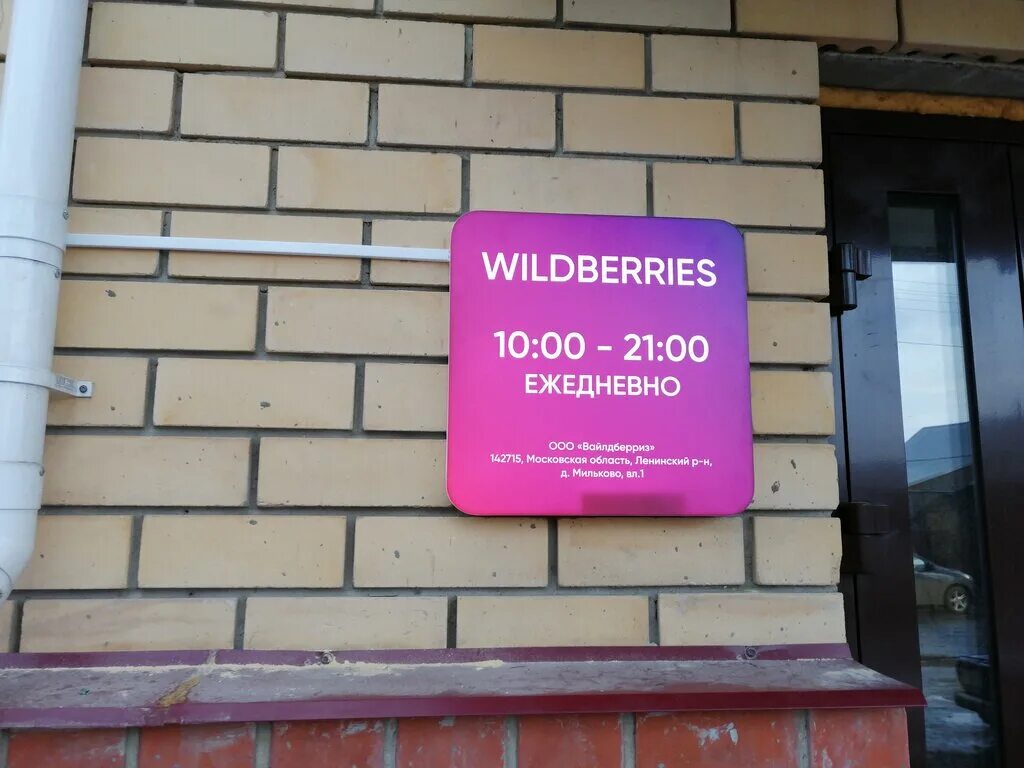 WILDBERRIES
10:00 - 21:00
ЕЖЕДНЕВНО
ООО «Вайлдберриз»
142715, Московская область, Ленинский р-н,
д. Мильково, вл.1